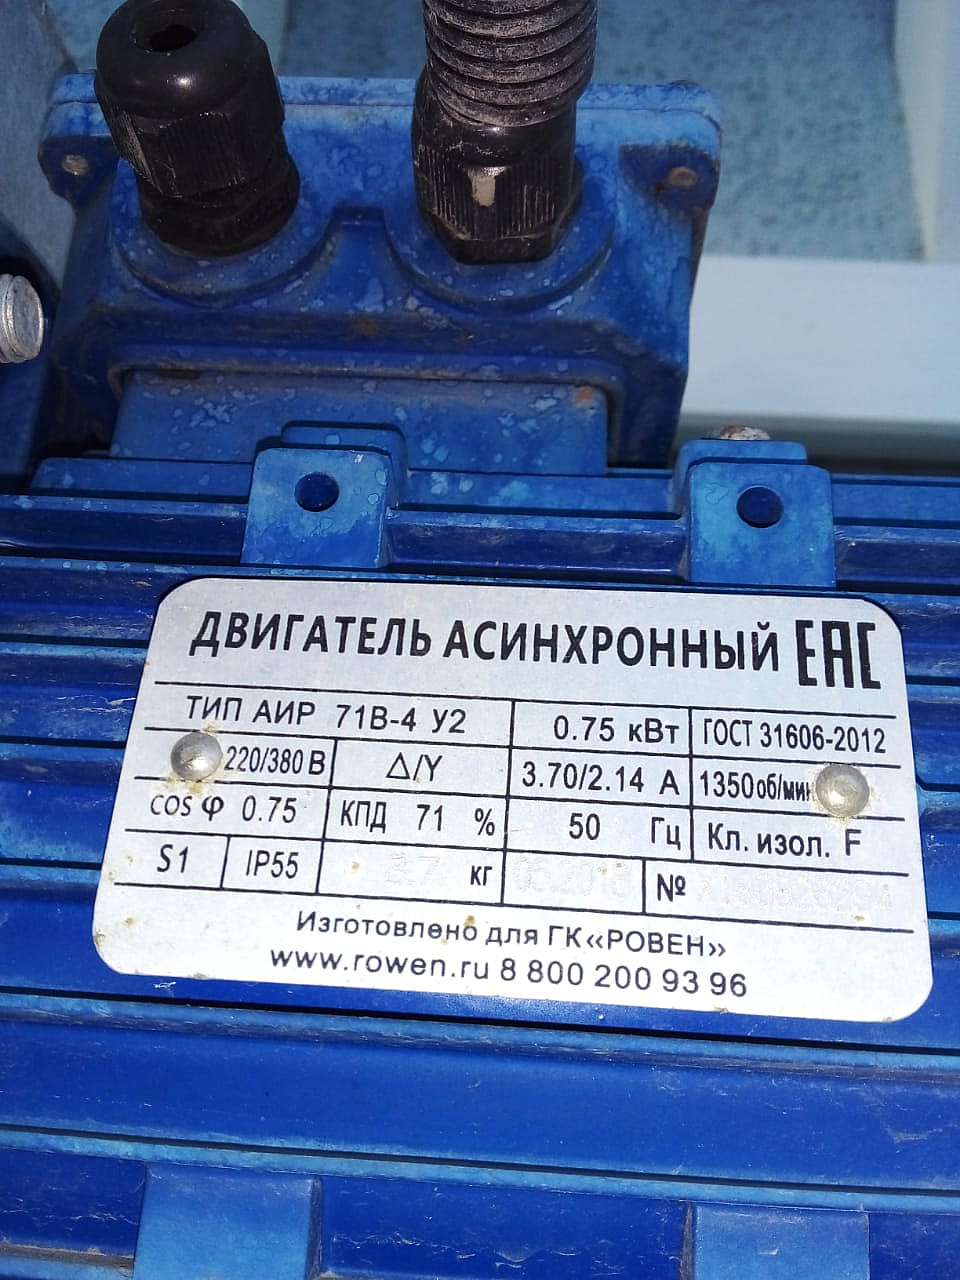 ДВИГАТЕЛЬ АСИНХРОННЫЙ EAC
ТИП АИР 71В-4 У2 0.75 кВт ГОСТ 31606-2012
220/380 В Δ/Y 3.70/2.14 А 1350об/мин
cos φ 0.75 КПД 71 % 50 Гц Кл. изол. F
S1 IP55 кг №
Изготовлено для ГК«РОВЕН»
www.rowen.ru 8 800 200 93 96